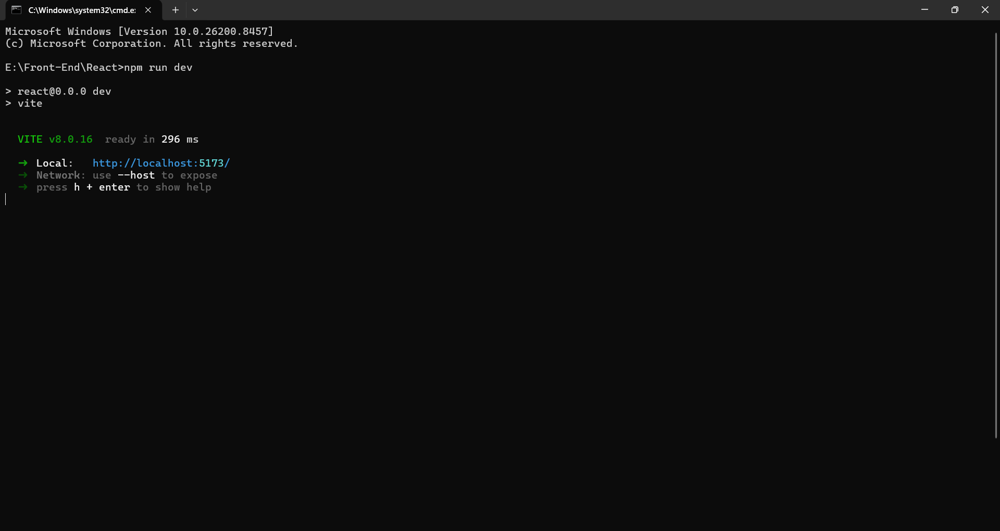 C:\Windows\system32\cmd.e
Microsoft Windows [Version 10.0.26200.8457]
(c) Microsoft Corporation. All rights reserved.
E:\Front-End\React>npm run dev
> react@0.0.0 dev
> vite
VITE v8.0.16  ready in 296 ms
➜  Local:   http://localhost:5173/
➜  Network: use --host to expose
➜  press h + enter to show help